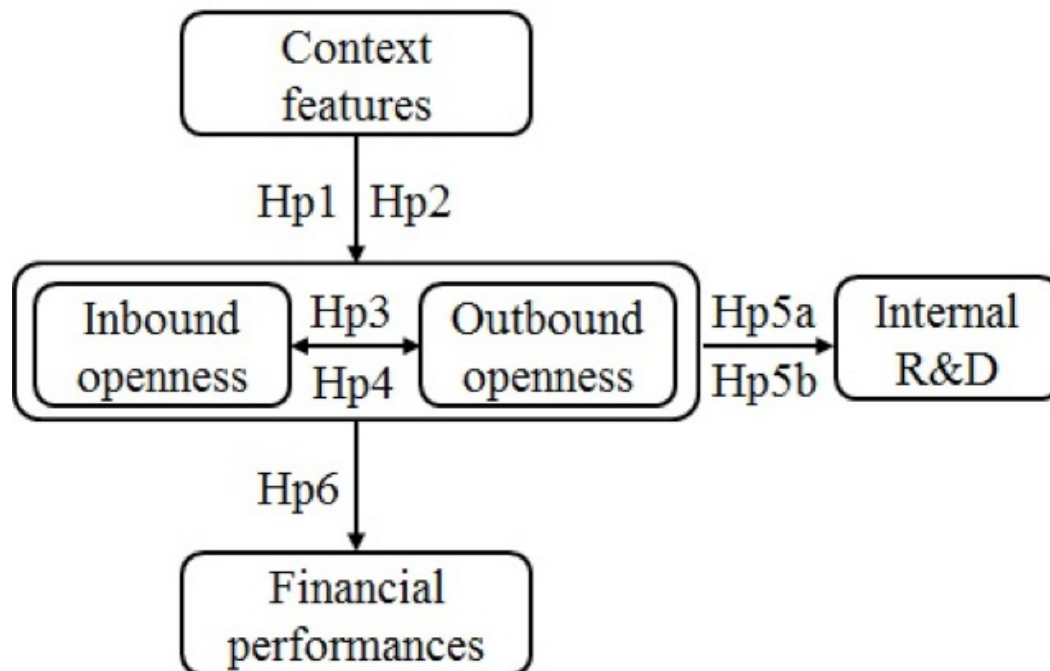 Context
features
Hp1 Hp2
Inbound
openness
Hp3
Hp4
Outbound
openness
Hp5a
Hp5b
Internal
R&D
Hp6
Financial
performances